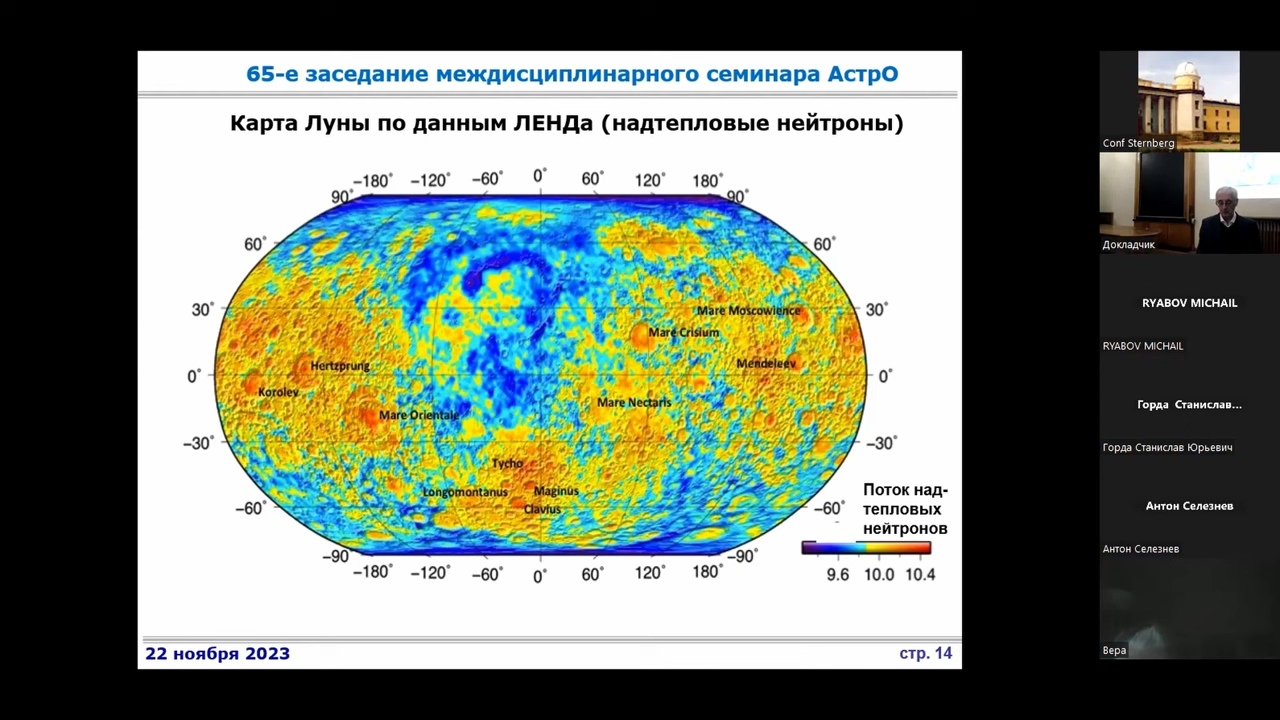 65-е заседание междисциплинарного семинара АстрО
Карта Луны по данным ЛЕНДа (надтепловые нейтроны)
−180° −120° −60° 0° 60° 120° 180°
90° 90°
60° 60°
30° 30°
Mare Moscowience
Mare Crisium
Hertzprung
Mendeleev
0° 0°
Korolev
Mare Nectaris
Mare Orientale
−30° −30°
Tycho
Longomontanus Maginus
Clavius
−60° −60°
−90° −90°
−180° −120° −60° 0° 60° 120° 180°
Поток над-
тепловых
нейтронов
9.6 10.0 10.4
22 ноября 2023
стр. 14
Conf Sternberg
Докладчик
RYABOV MICHAIL
RYABOV MICHAIL
Горда Станислав...
Горда Станислав Юрьевич
Антон Селезнев
Антон Селезнев
Вера